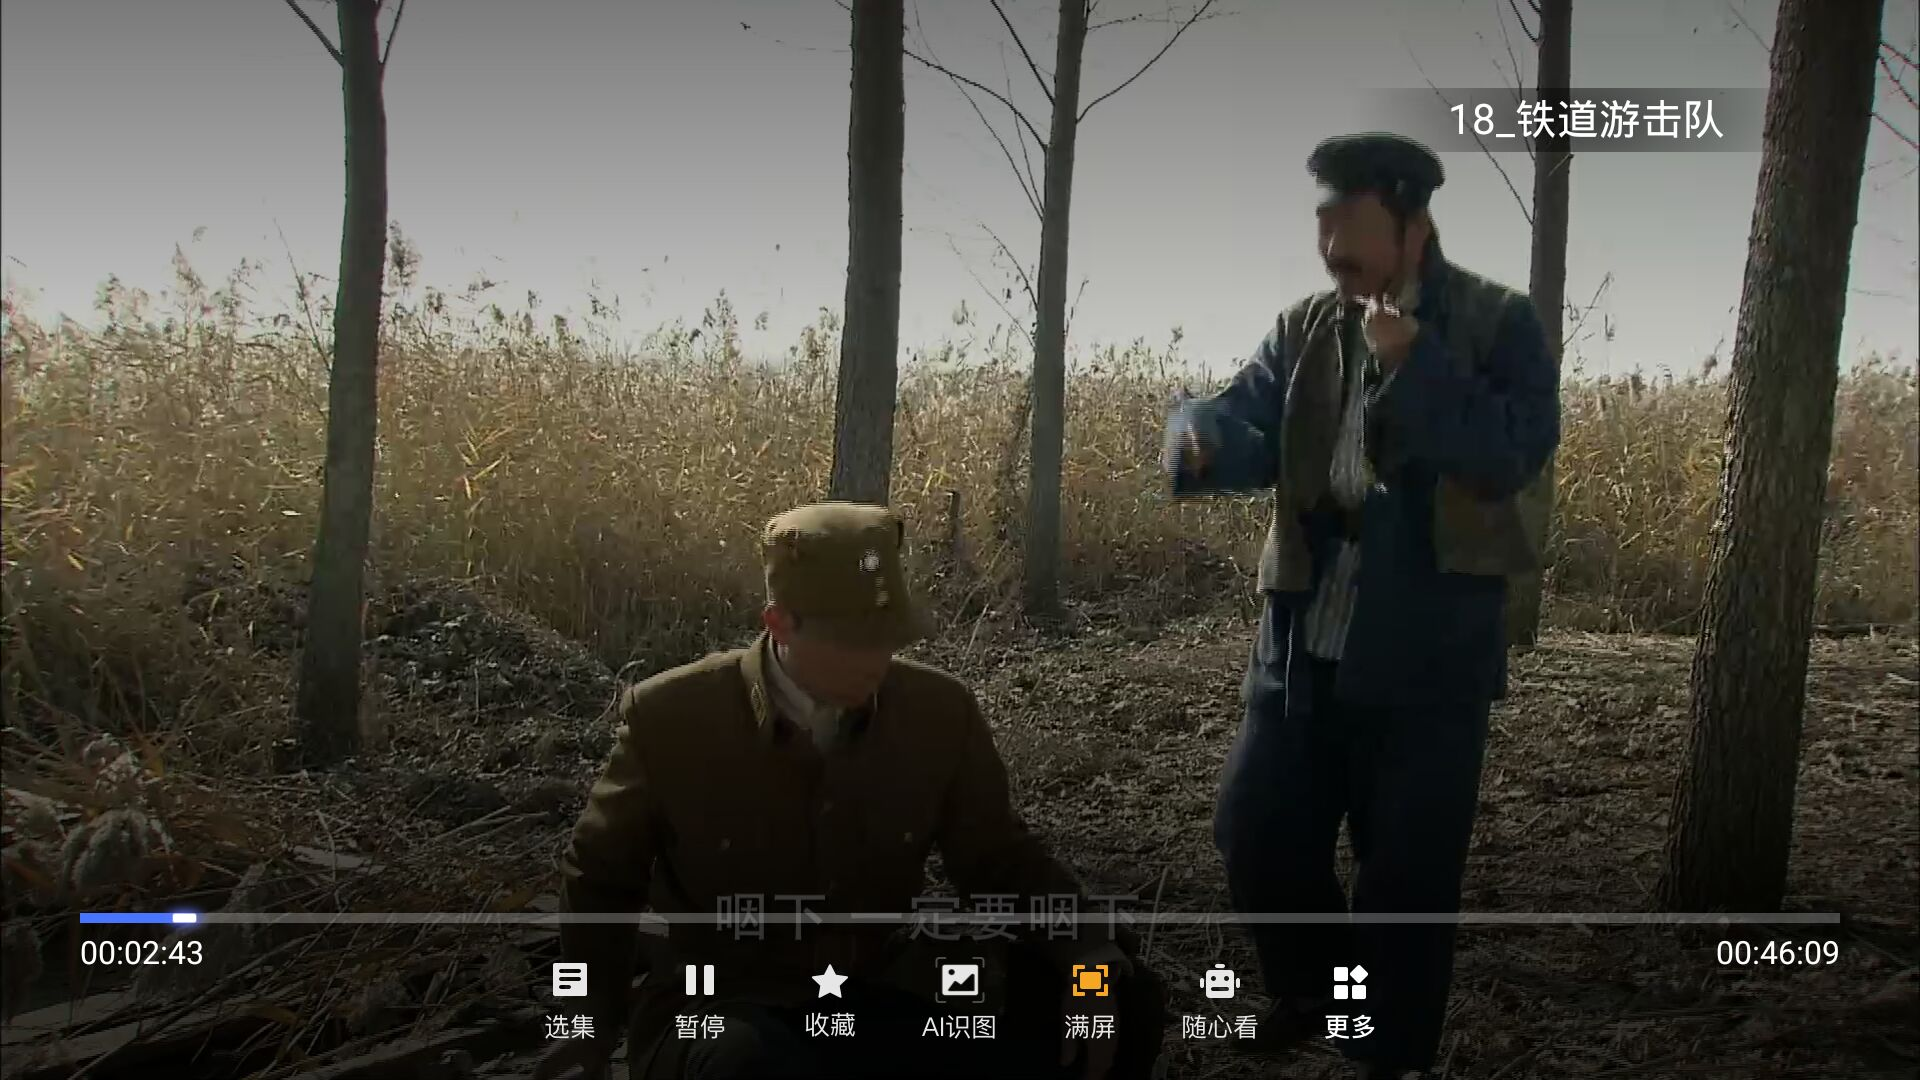 18_铁道游击队
咽下 一定要咽下
00:02:43
00:46:09
选集
暂停
收藏
AI识图
满屏
随心看
更多